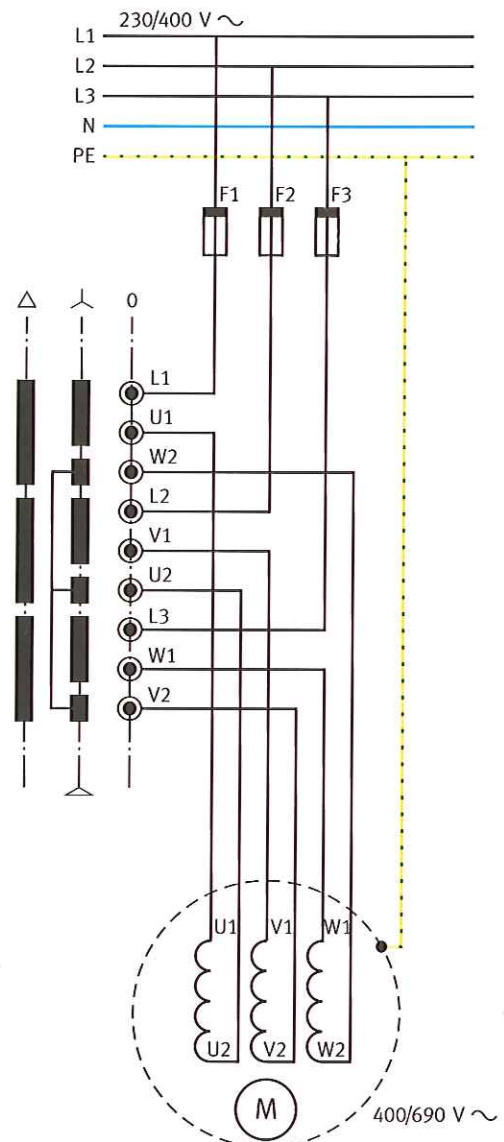 230/400 V ~
L1
L2
L3
N
PE
F1 F2 F3
△ 0
L1
U1
W2
L2
V1
U2
L3
W1
V2
U1 V1 W1
U2 V2 W2
M
400/690 V ~